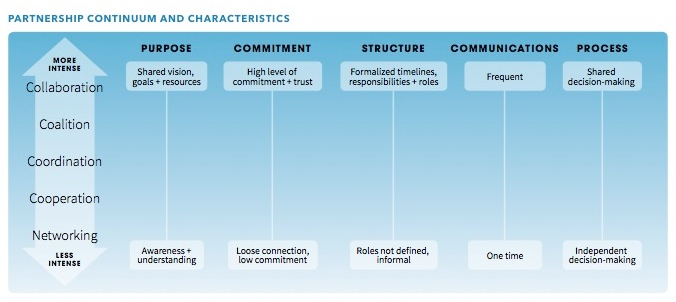 PARTNERSHIP CONTINUUM AND CHARACTERISTICS
PURPOSE COMMITMENT STRUCTURE COMMUNICATIONS PROCESS
MORE
INTENSE
Shared vision,
goals + resources
High level of
commitment + trust
Formalized timelines,
responsibilities + roles
Frequent
Shared
decision-making
Collaboration
Coalition
Coordination
Cooperation
Networking
LESS
INTENSE
Awareness +
understanding
Loose connection,
low commitment
Roles not defined,
informal
One time
Independent
decision-making